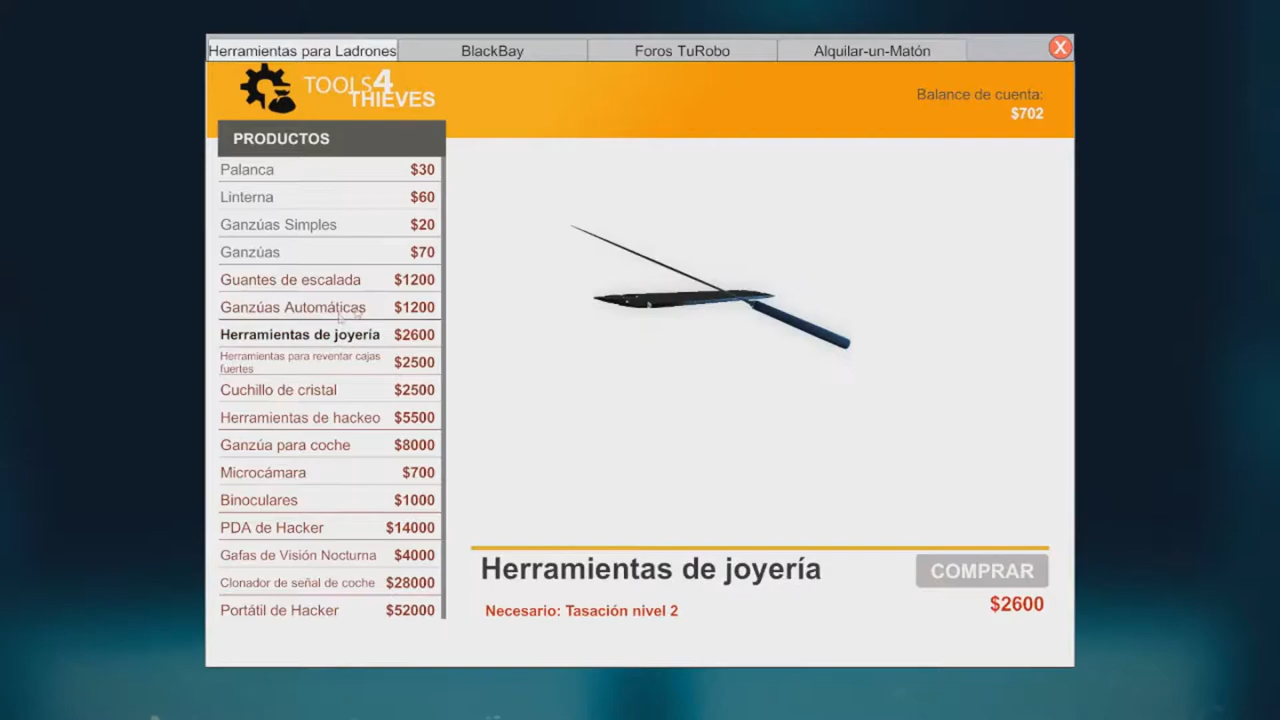 Herramientas para Ladrones
BlackBay
Foros TuRobo
Alquilar-un-Matón
X
TOOLS4
THIEVES
Balance de cuenta:
$702
PRODUCTOS
Palanca $30
Linterna $60
Ganzúas Simples $20
Ganzúas $70
Guantes de escalada $1200
Ganzúas Automáticas $1200
Herramientas de joyería $2600
Herramientas para reventar cajas
fuertes $2500
Cuchillo de cristal $2500
Herramientas de hackeo $5500
Ganzúa para coche $8000
Microcámara $700
Binoculares $1000
PDA de Hacker $14000
Gafas de Visión Nocturna $4000
Clonador de señal de coche $28000
Portátil de Hacker $52000
Herramientas de joyería
COMPRAR
Necesario: Tasación nivel 2
$2600